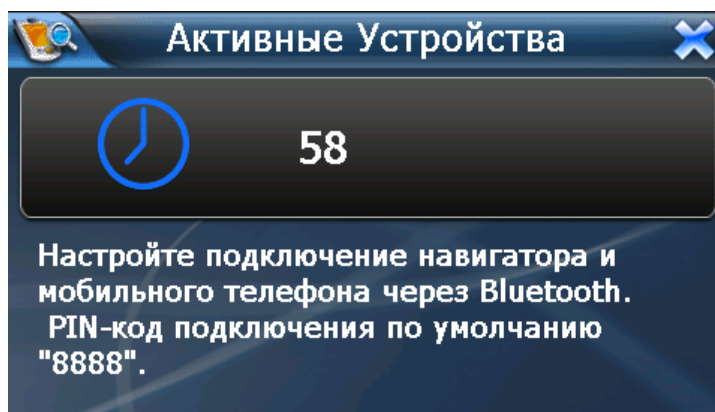 Активные Устройства
58
Настройте подключение навигатора и
мобильного телефона через Bluetooth.
PIN-код подключения по умолчанию
"8888".